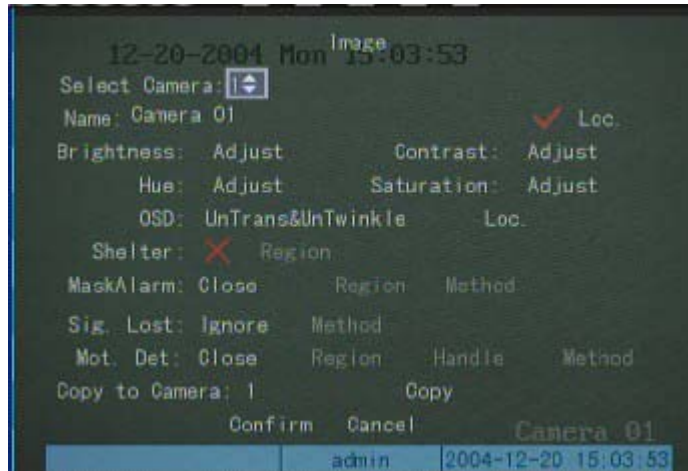 Image
12-20-2004 Mon 15:03:53
Select Camera: 1
Name: Camera 01 Loc.
Brightness: Adjust Contrast: Adjust
Hue: Adjust Saturation: Adjust
OSD: UnTrans&UnTwinkle Loc.
Shelter: Region
MaskAlarm: Close Region Method
Sig. Lost: Ignore Method
Mot. Det: Close Region Handle Method
Copy to Camera: 1 Copy
Confirm Cancel
Camera 01
admin 2004-12-20 15:03:53